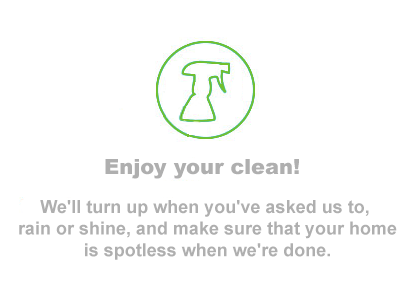 Enjoy your clean!
We'll turn up when you've asked us to,
rain or shine, and make sure that your home
is spotless when we're done.